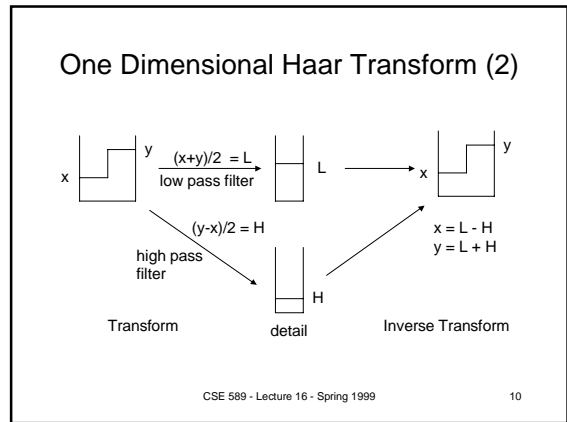 One Dimensional Haar Transform (2)
x
y
(x+y)/2 = L
low pass filter
L
x
y
(y-x)/2 = H
high pass
filter
x = L - H
y = L + H
H
Transform
detail
Inverse Transform
CSE 589 - Lecture 16 - Spring 1999
10